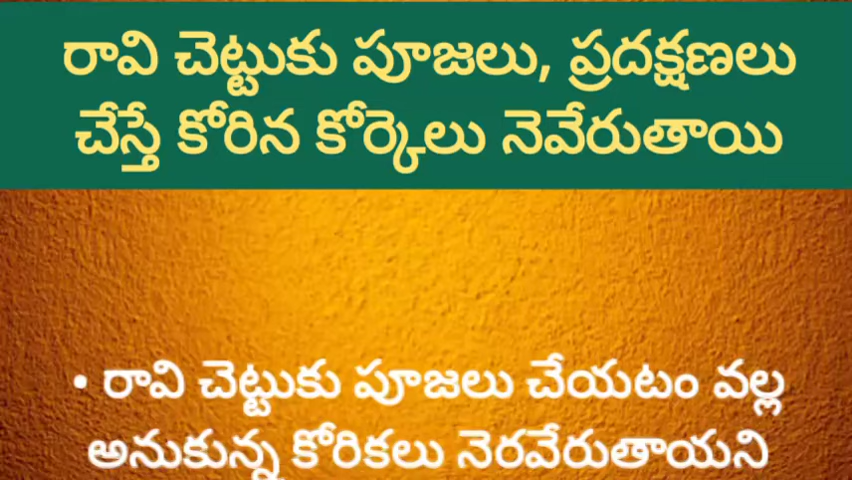 రావి చెట్టుకు పూజలు, ప్రదక్షణలు
చేస్తే కోరిన కోర్కెలు నెవేరుతాయి
• రావి చెట్టుకు పూజలు చేయటం వల్ల
అనుకున్న కోరికలు నెరవేరుతాయని